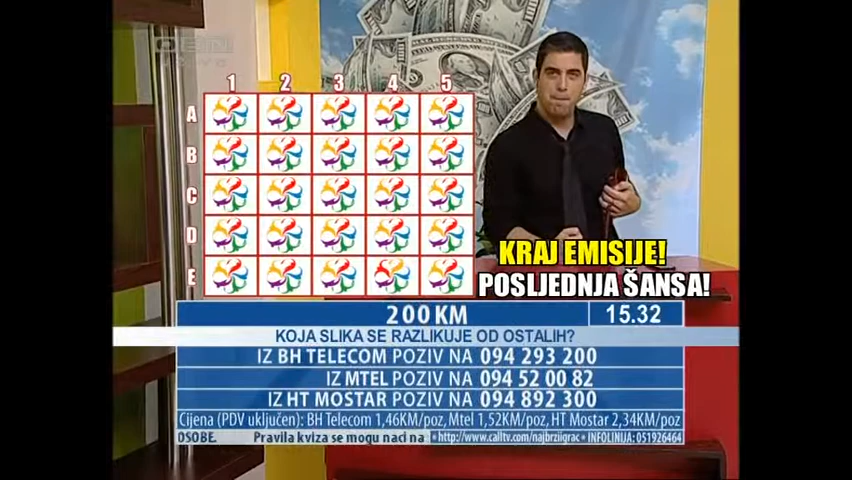 OBN
1 2 3 4 5
A
B
C
D
E
KRAJ EMISIJE!
POSLJEDNJA ŠANSA!
200 KM 15.32
KOJA SLIKA SE RAZLIKUJE OD OSTALIH?
IZ BH TELECOM POZIV NA 094 293 200
IZ MTEL POZIV NA 094 52 00 82
IZ HT MOSTAR POZIV NA 094 892 300
Cijena (PDV uključen): BH Telecom 1,46KM/poz, Mtel 1,52KM/poz, HT Mostar 2,34KM/poz
OSOBE. Pravila kviza se mogu naci na •http://www.calltv.com/najbrziigrac • INFOLINIJA: 051926464